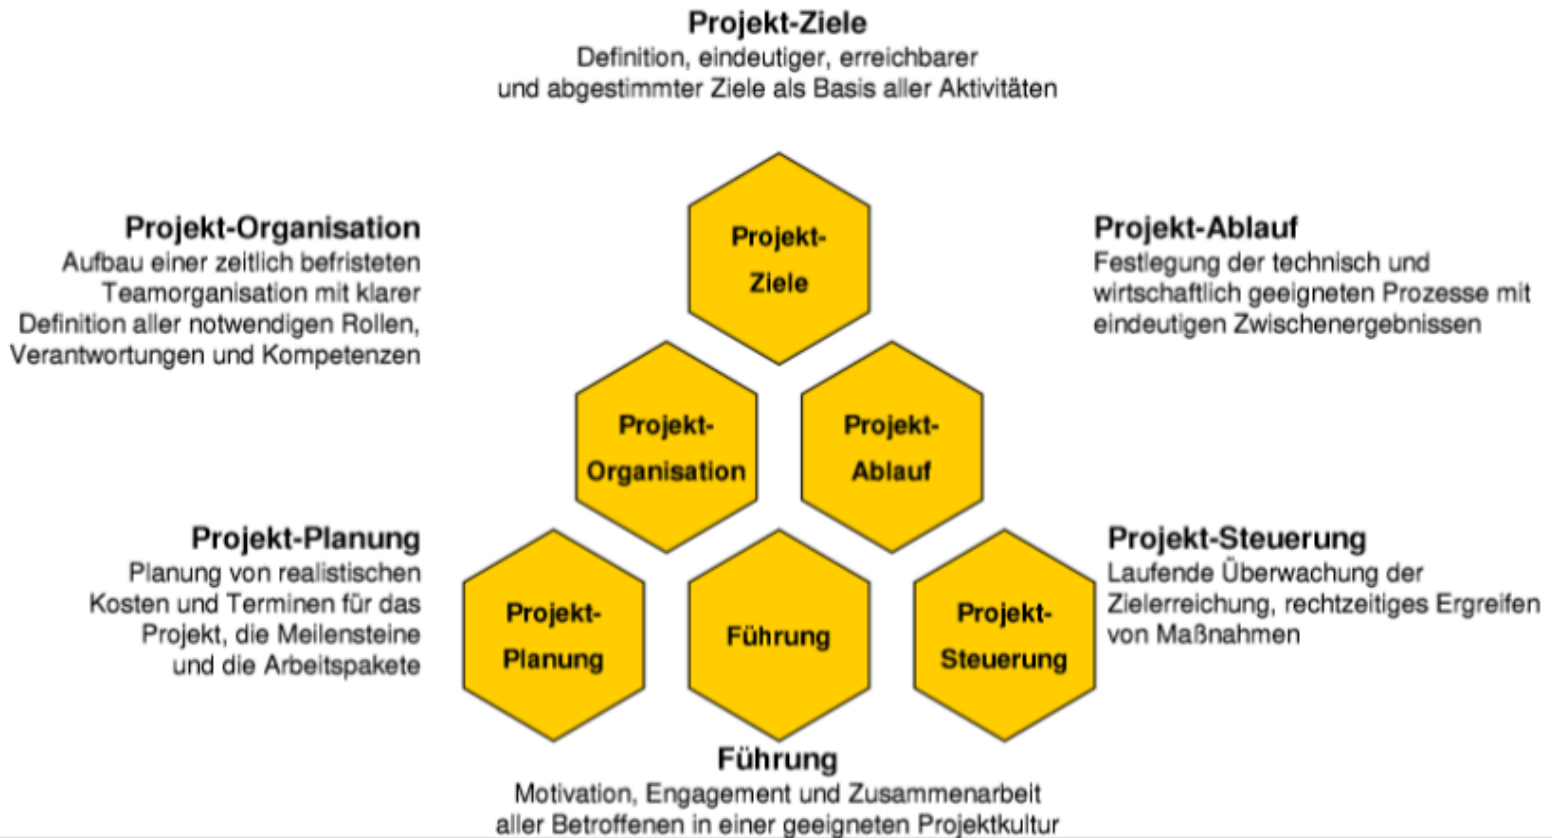 Projekt-Ziele
Definition, eindeutiger, erreichbarer
und abgestimmter Ziele als Basis aller Aktivitäten
Projekt-Organisation
Aufbau einer zeitlich befristeten
Teamorganisation mit klarer
Definition aller notwendigen Rollen,
Verantwortungen und Kompetenzen
Projekt-
Ziele
Projekt-Ablauf
Festlegung der technisch und
wirtschaftlich geeigneten Prozesse mit
eindeutigen Zwischenergebnissen
Projekt-
Organisation
Projekt-
Ablauf
Projekt-Planung
Planung von realistischen
Kosten und Terminen für das
Projekt, die Meilensteine
und die Arbeitspakete
Projekt-
Planung
Führung
Projekt-
Steuerung
Projekt-Steuerung
Laufende Überwachung der
Zielerreichung, rechtzeitiges Ergreifen
von Maßnahmen
Führung
Motivation, Engagement und Zusammenarbeit
aller Betroffenen in einer geeigneten Projektkultur